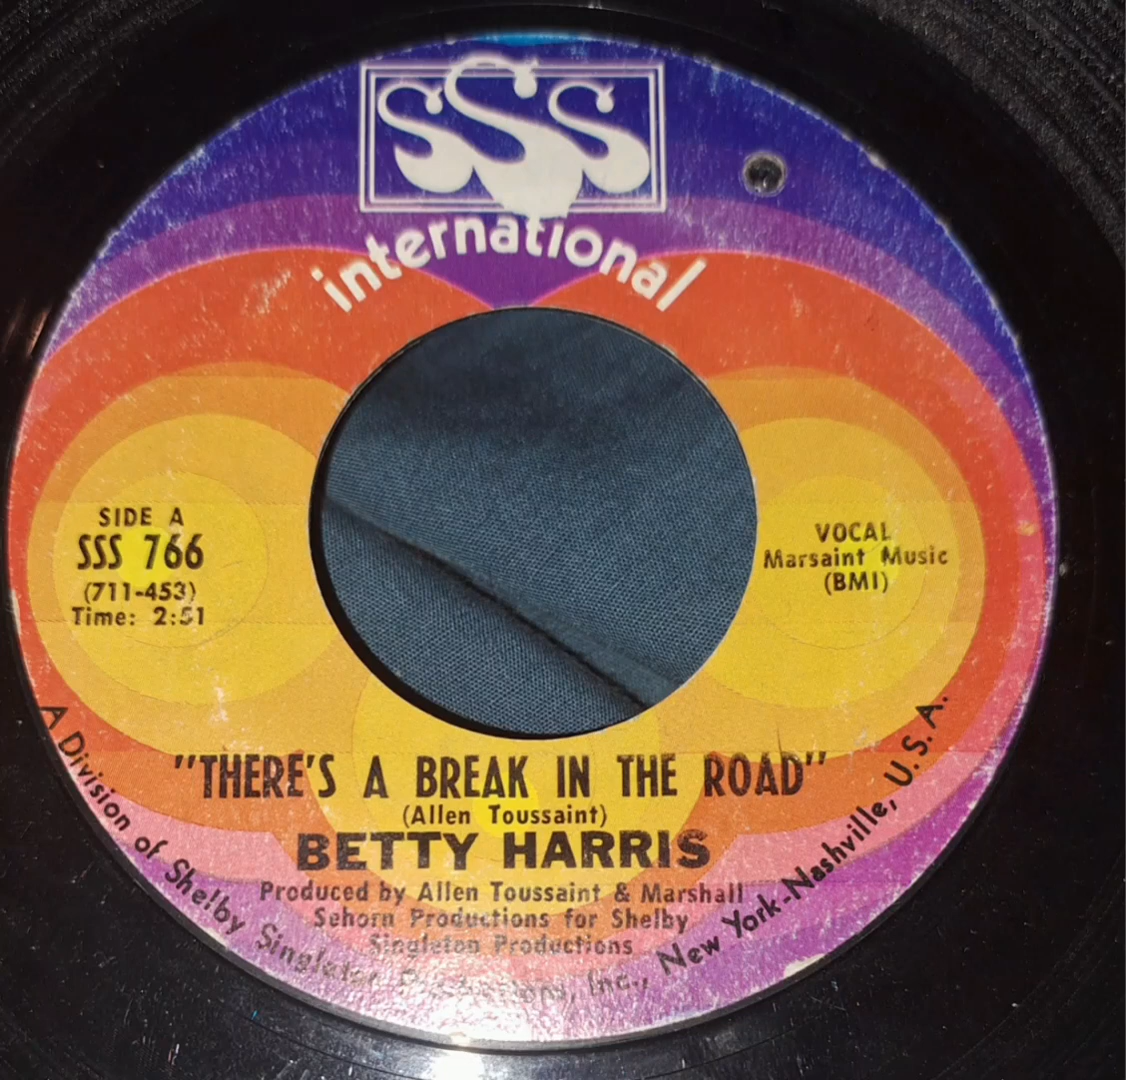 SSS
international
SIDE A
SSS 766
(711-453)
Time: 2:51
VOCAL
Marsaint Music
(BMI)
"THERE'S A BREAK IN THE ROAD"
(Allen Toussaint)
BETTY HARRIS
Produced by Allen Toussaint & Marshall
Sehorn Productions for Shelby
Singleton Productions
A Division of Shelby Singleton Productions, Inc., New York-Nashville, U.S.A.